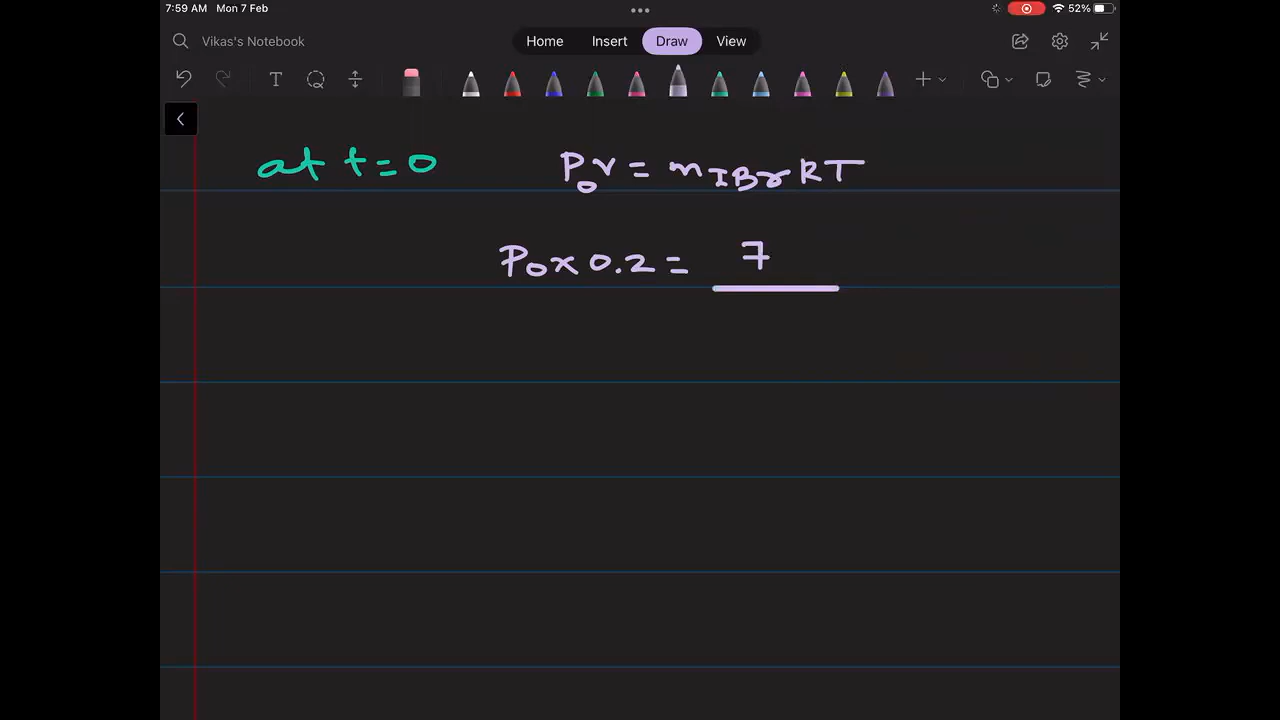 7:59 AM Mon 7 Feb
52%
Vikas's Notebook
Home Insert Draw View
at t=0
P₀V = n_IBr RT
P₀ × 0.2 = 7